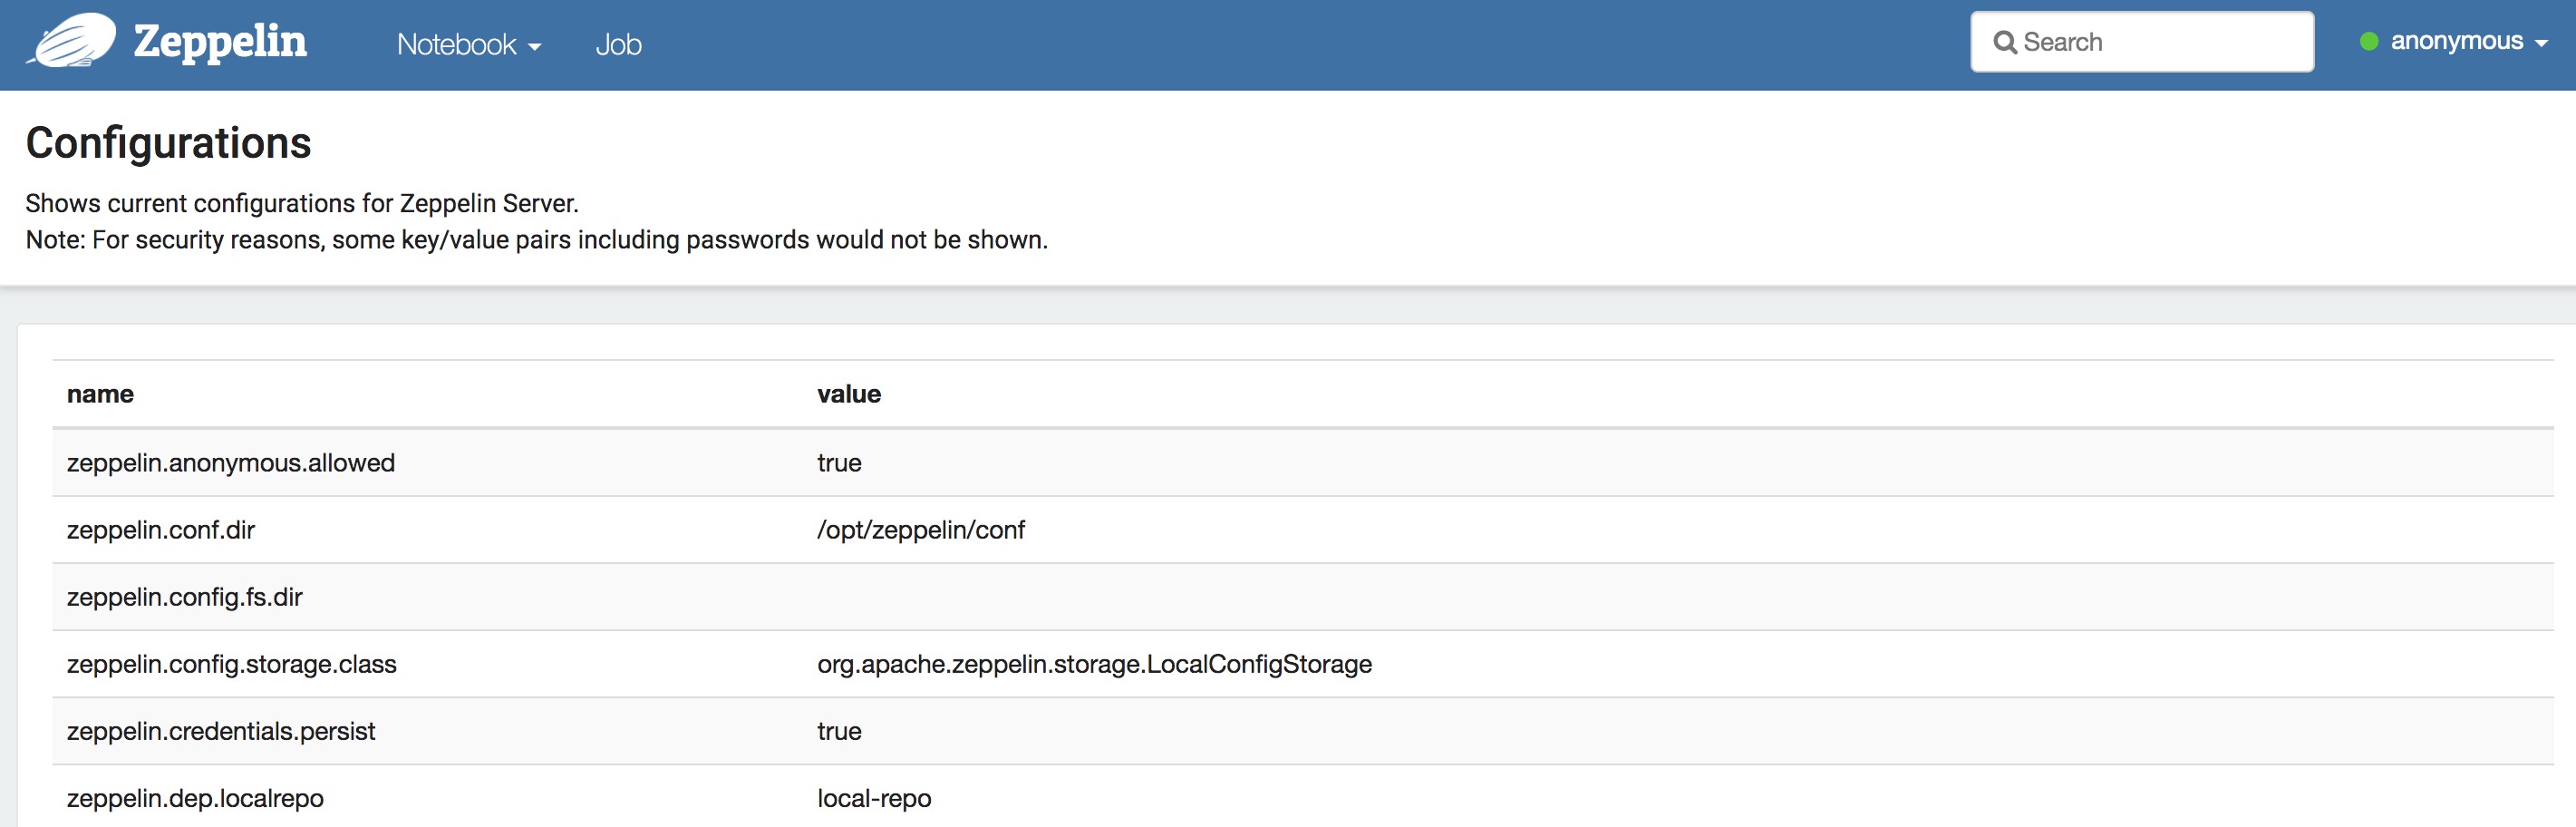 Zeppelin Notebook Job Search anonymous
Configurations
Shows current configurations for Zeppelin Server.
Note: For security reasons, some key/value pairs including passwords would not be shown.
name value
zeppelin.anonymous.allowed true
zeppelin.conf.dir /opt/zeppelin/conf
zeppelin.config.fs.dir
zeppelin.config.storage.class org.apache.zeppelin.storage.LocalConfigStorage
zeppelin.credentials.persist true
zeppelin.dep.localrepo local-repo